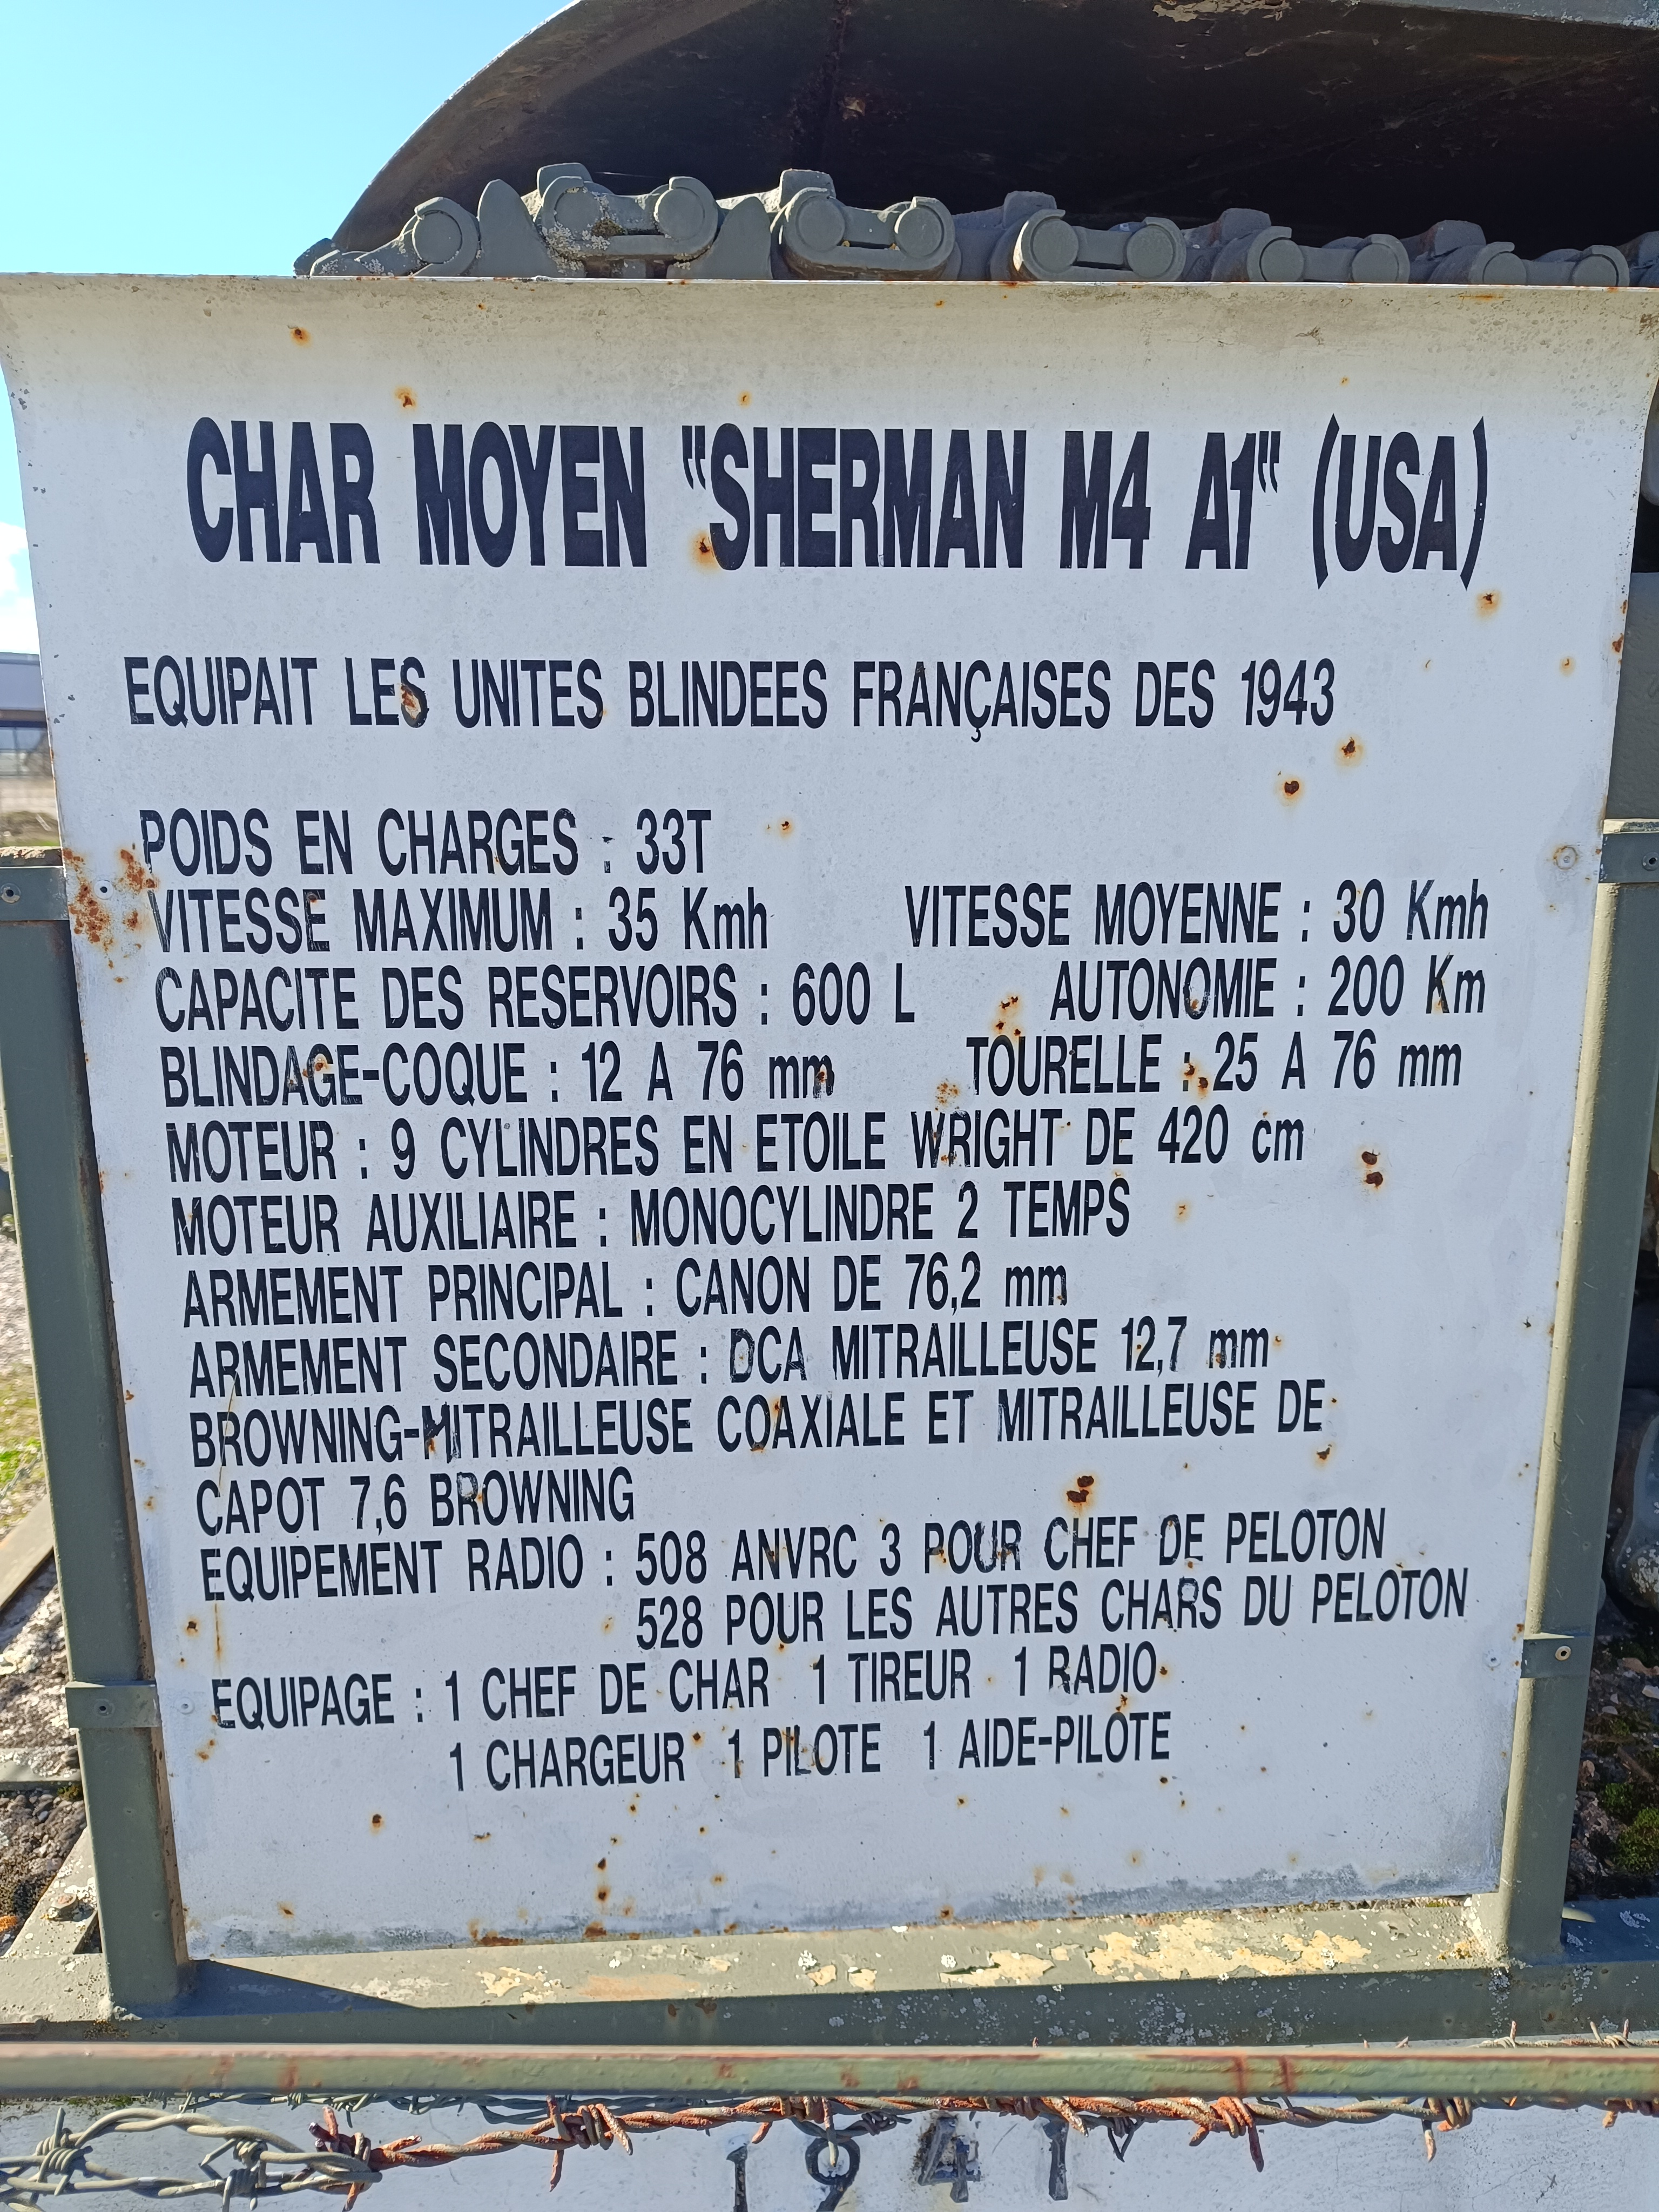 CHAR MOYEN "SHERMAN M4 A1" (USA)
EQUIPAIT LES UNITES BLINDEES FRANÇAISES DES 1943
POIDS EN CHARGES : 33T
VITESSE MAXIMUM : 35 Kmh VITESSE MOYENNE : 30 Kmh
CAPACITE DES RESERVOIRS : 600 L AUTONOMIE : 200 Km
BLINDAGE-COQUE : 12 A 76 mm TOURELLE : 25 A 76 mm
MOTEUR : 9 CYLINDRES EN ETOILE WRIGHT DE 420 cm
MOTEUR AUXILIAIRE : MONOCYLINDRE 2 TEMPS
ARMEMENT PRINCIPAL : CANON DE 76,2 mm
ARMEMENT SECONDAIRE : DCA MITRAILLEUSE 12,7 mm
BROWNING-MITRAILLEUSE COAXIALE ET MITRAILLEUSE DE
CAPOT 7,6 BROWNING
EQUIPEMENT RADIO : 508 ANVRC 3 POUR CHEF DE PELOTON
528 POUR LES AUTRES CHARS DU PELOTON
EQUIPAGE : 1 CHEF DE CHAR 1 TIREUR 1 RADIO
1 CHARGEUR 1 PILOTE 1 AIDE-PILOTE